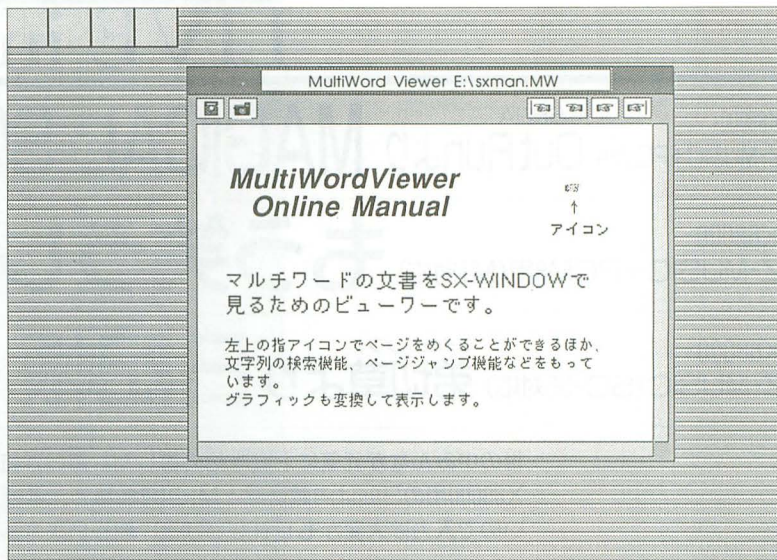 MultiWord Viewer E:\sxman.MW
MultiWordViewer
Online Manual
↑
アイコン
マルチワードの文書をSX-WINDOWで
見るためのビューワーです。
左上の指アイコンでページをめくることができるほか、
文字列の検索機能、ページジャンプ機能などをもって
います。
グラフィックも変換して表示します。